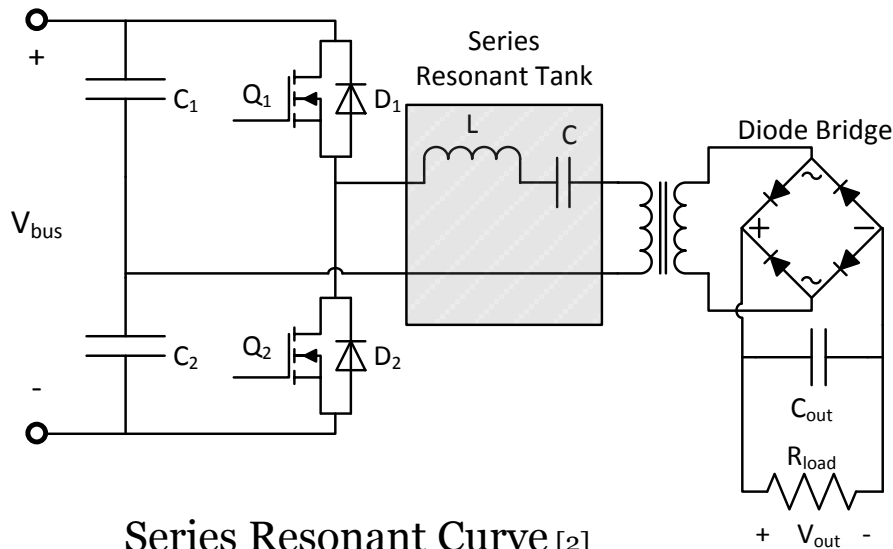 Series
Resonant Tank
+
C1
Q1
D1
L
C
Diode Bridge
Vbus
+
-
C2
Q2
D2
-
Cout
Rload
+ Vout -
Series Resonant Curve [2]